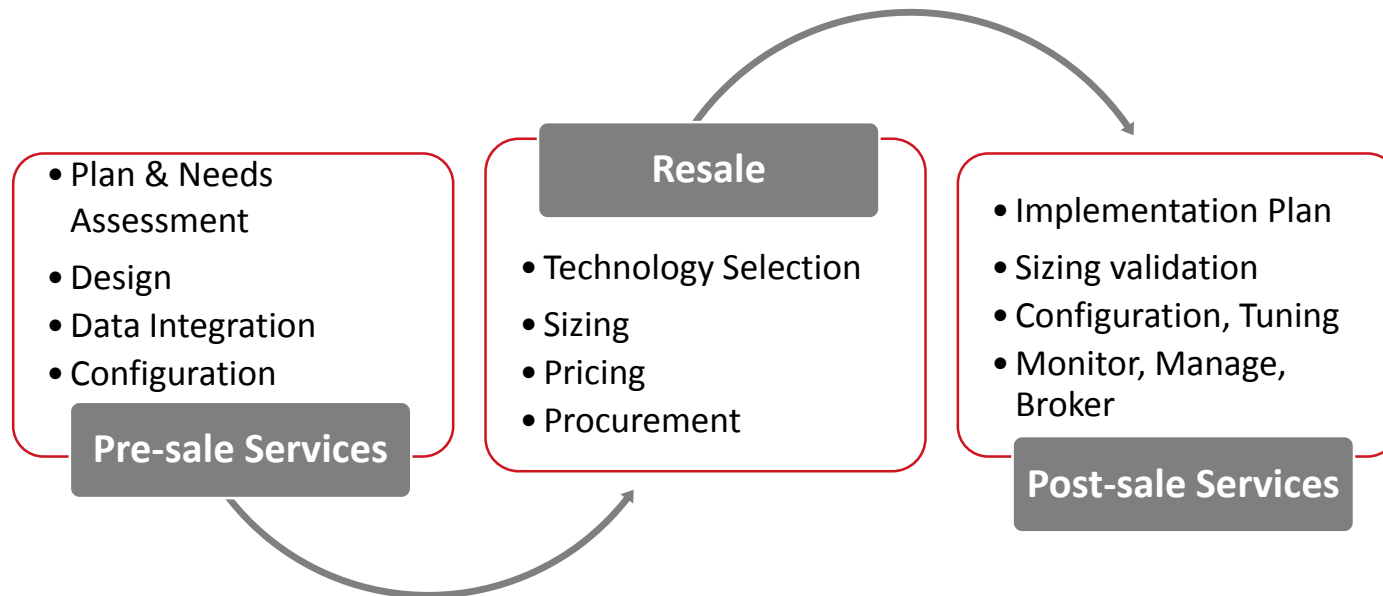 • Plan & Needs
Assessment
• Design
• Data Integration
• Configuration
Pre-sale Services
Resale
• Technology Selection
• Sizing
• Pricing
• Procurement
• Implementation Plan
• Sizing validation
• Configuration, Tuning
• Monitor, Manage,
Broker
Post-sale Services